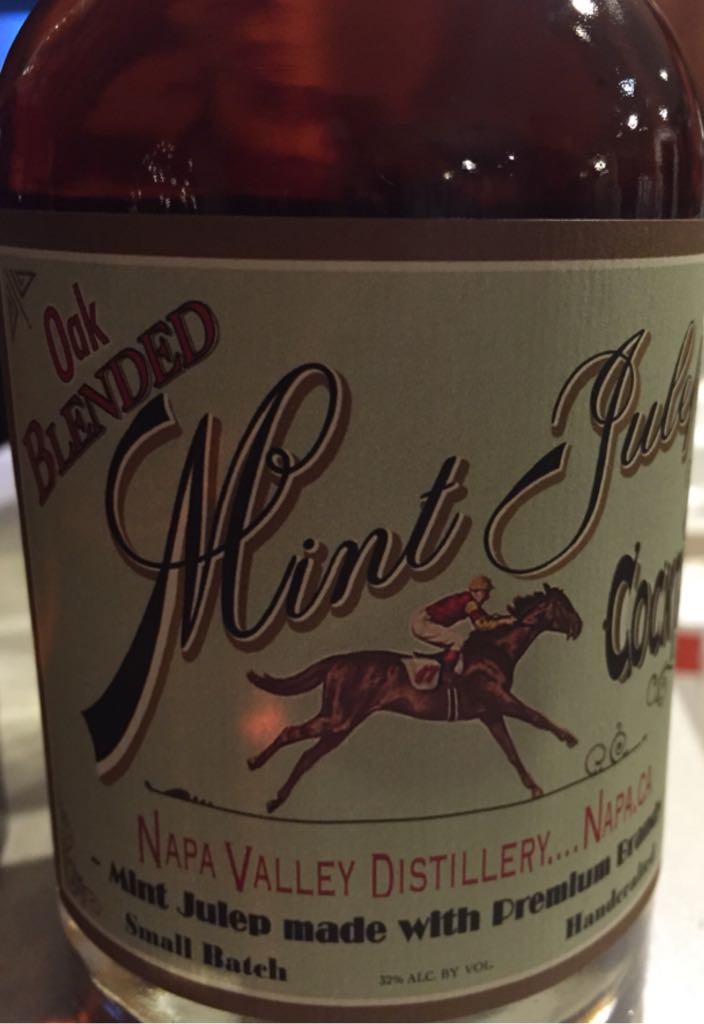 Oak
BLENDED
Mint Julep
NAPA VALLEY DISTILLERY.... NAPA, CA
- Mint Julep made with Premium
Small Batch
32% ALC. BY VOL.